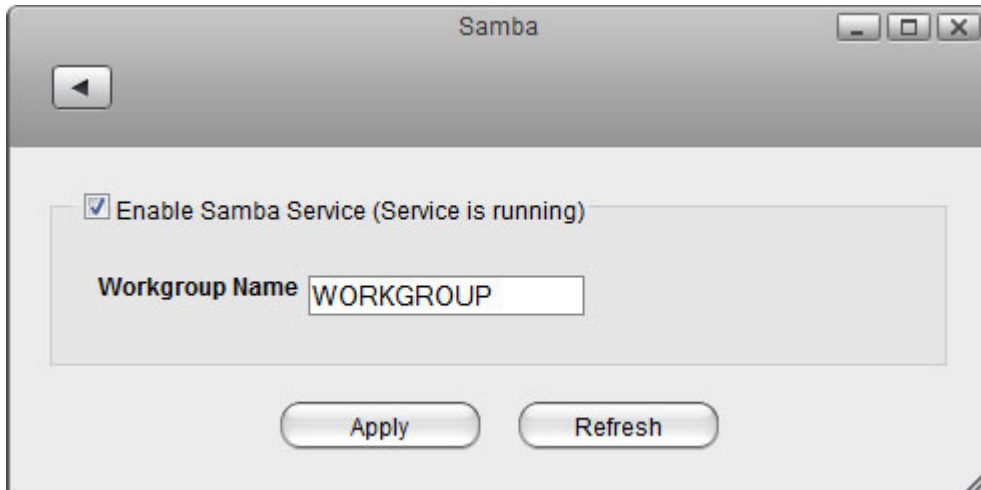 Samba
Enable Samba Service (Service is running)
Workgroup Name WORKGROUP
Apply Refresh